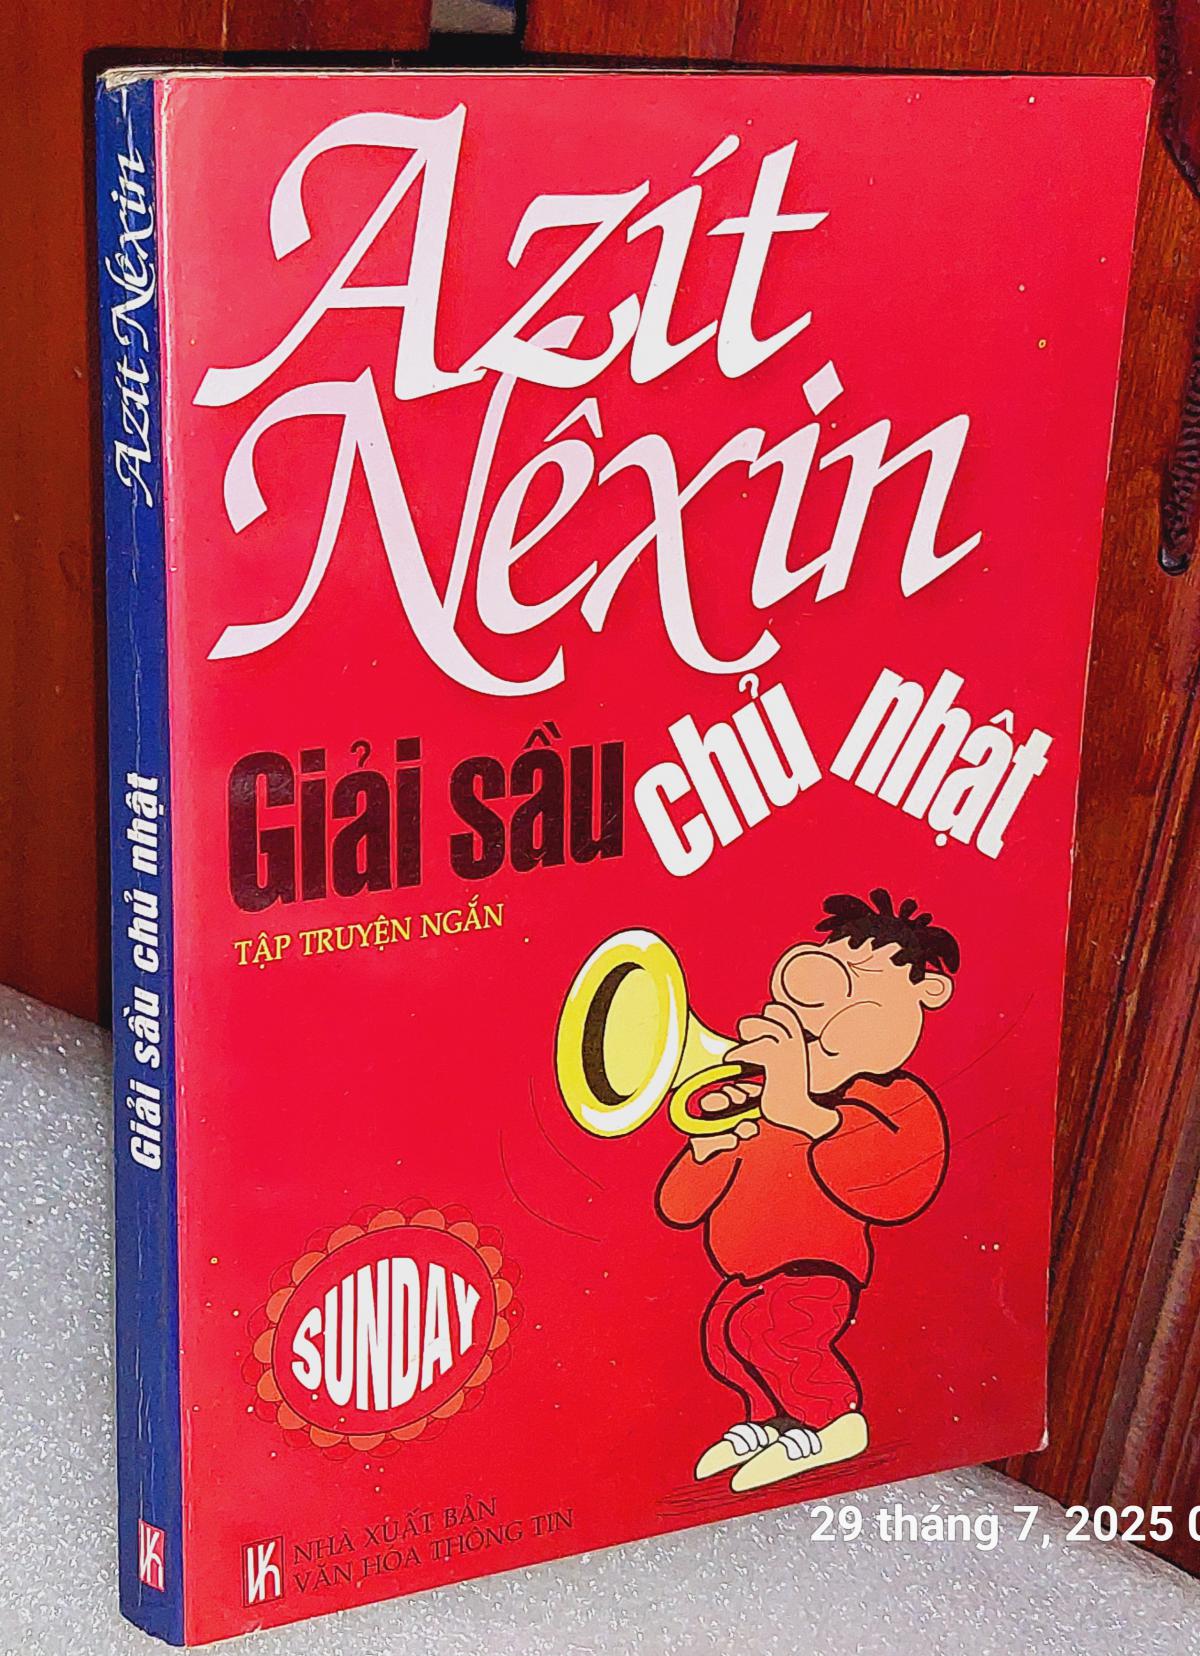 Azít Nêxin
Giải sầu chủ nhật
Azít
Nêxin
Giải sầu chủ nhật
TẬP TRUYỆN NGẮN
SUNDAY
NHÀ XUẤT BẢN
VĂN HÓA THÔNG TIN
29 tháng 7, 2025 0